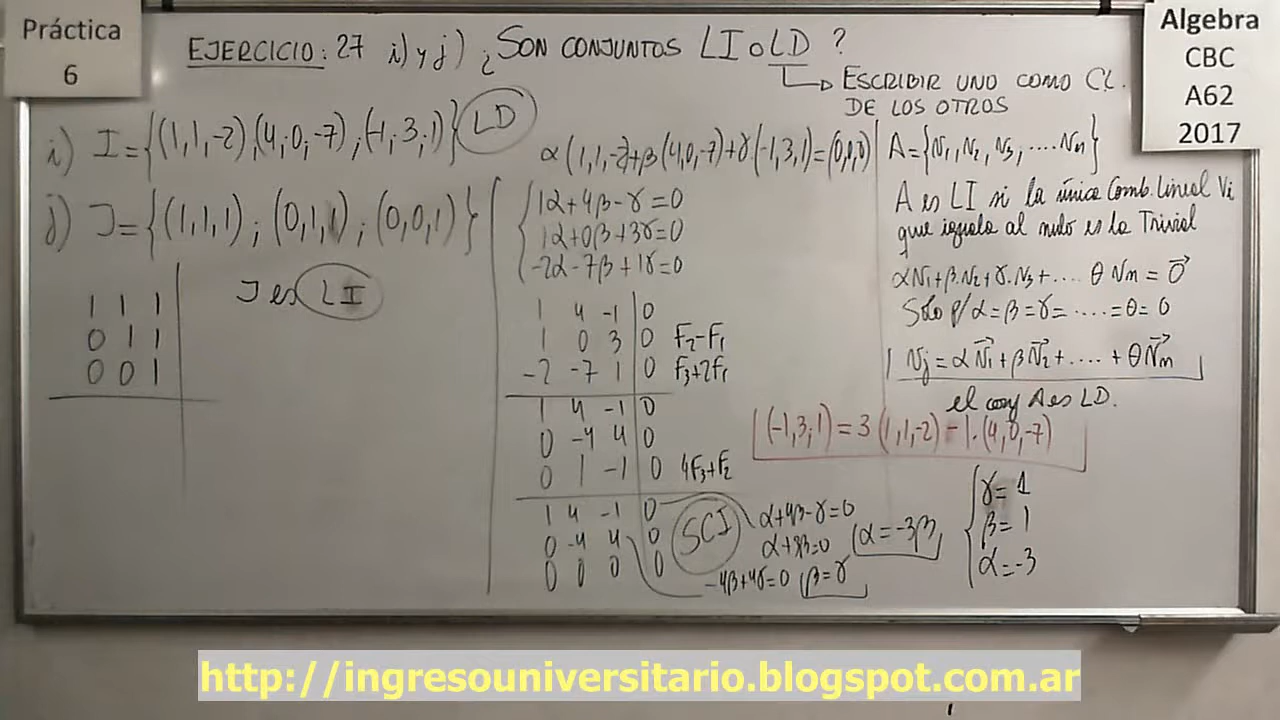 Práctica
6
EJERCICIO: 27 i) y j) ¿SON CONJUNTOS LI o LD ?
↳ ESCRIBIR UNO COMO CL.
DE LOS OTROS
Algebra
CBC
A62
2017
i) I = {(1,1,-2),(4,0,-7),(-1,3,1)} LD
j) J = {(1,1,1) ; (0,1,1) ; (0,0,1)}
1 1 1
0 1 1
0 0 1
J es LI
α(1,1,-2)+β(4,0,-7)+γ(-1,3,1)=(0,0,0)
1α+4β-γ=0
1α+0β+3γ=0
-2α-7β+1γ=0
1 4 -1 | 0
1 0 3 | 0 F2-F1
-2 -7 1 | 0 F3+2F1
1 4 -1 | 0
0 -4 4 | 0
0 1 -1 | 0 4F3+F2
1 4 -1 | 0
0 -4 4 | 0
0 0 0 | 0
SCI
α+4β-γ=0
α+3β=0 α=-3β
-4β+4γ=0 β=γ
A={V1, V2, V3, ....Vn}
A es LI si la única Comb. Lineal Vi
que iguala al nulo es la Trivial
αV1+βV2+γ.V3+.... θVn = 0
Solo p/ α=β=γ=....=θ=0
Vj = αV1+βV2+....+θVn
el conj A es LD.
(-1,3,1) = 3(1,1,-2) - 1.(4,0,-7)
γ=1
β=1
α=-3
http://ingresouniversitario.blogspot.com.ar